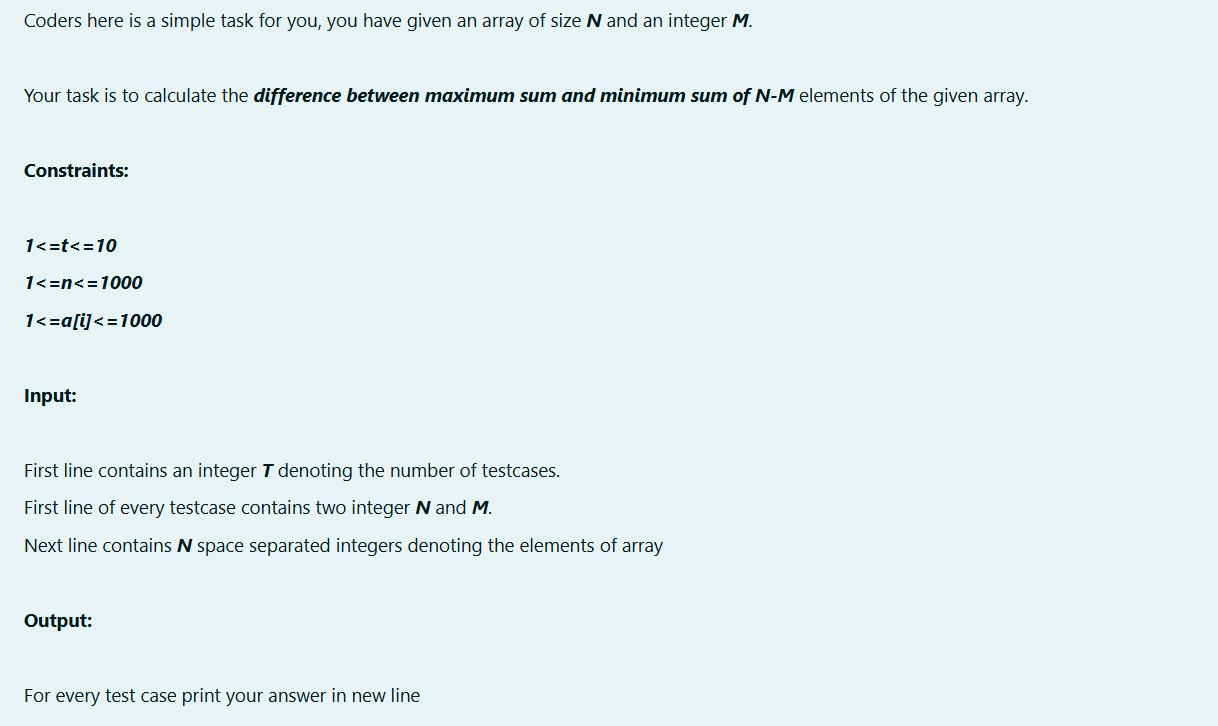 Coders here is a simple task for you, you have given an array of size N and an integer M.
Your task is to calculate the difference between maximum sum and minimum sum of N-M elements of the given array.
Constraints:
1<=t<=10
1<=n<=1000
1<=a[i]<=1000
Input:
First line contains an integer T denoting the number of testcases.
First line of every testcase contains two integer N and M.
Next line contains N space separated integers denoting the elements of array
Output:
For every test case print your answer in new line